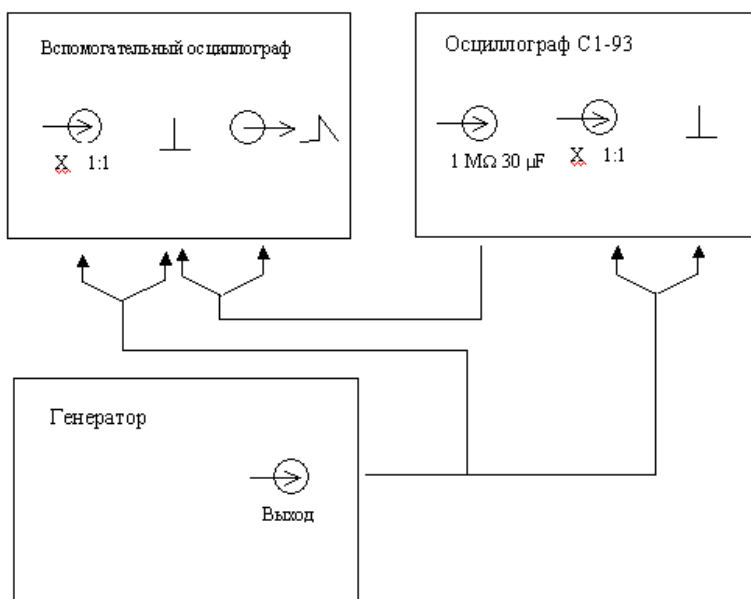 Вспомогательный осциллограф
X 1:1
Осциллограф С1-93
1 MΩ 30 μF X 1:1
Генератор
Выход